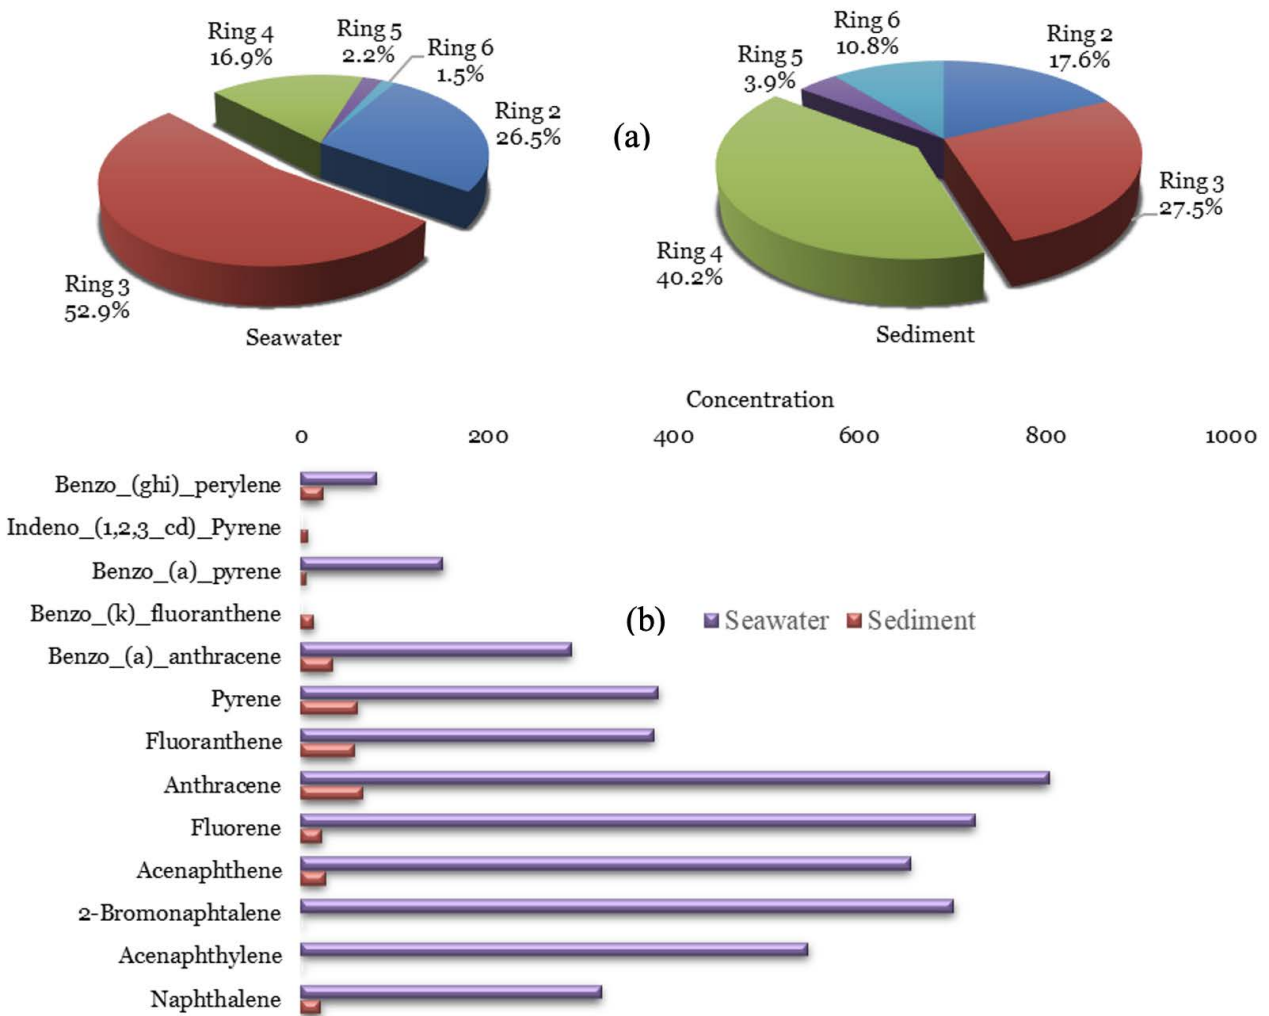 Ring 4
16.9%
Ring 5
2.2%
Ring 6
1.5%
Ring 2
26.5%
Ring 3
52.9%
Seawater
(a)
Ring 6
10.8%
Ring 2
17.6%
Ring 5
3.9%
Ring 3
27.5%
Ring 4
40.2%
Sediment
Concentration
0 200 400 600 800 1000
Benzo_(ghi)_perylene
Indeno_(1,2,3_cd)_Pyrene
Benzo_(a)_pyrene
Benzo_(k)_fluoranthene
(b) Seawater Sediment
Benzo_(a)_anthracene
Pyrene
Fluoranthene
Anthracene
Fluorene
Acenaphthene
2-Bromonaphtalene
Acenaphthylene
Naphthalene